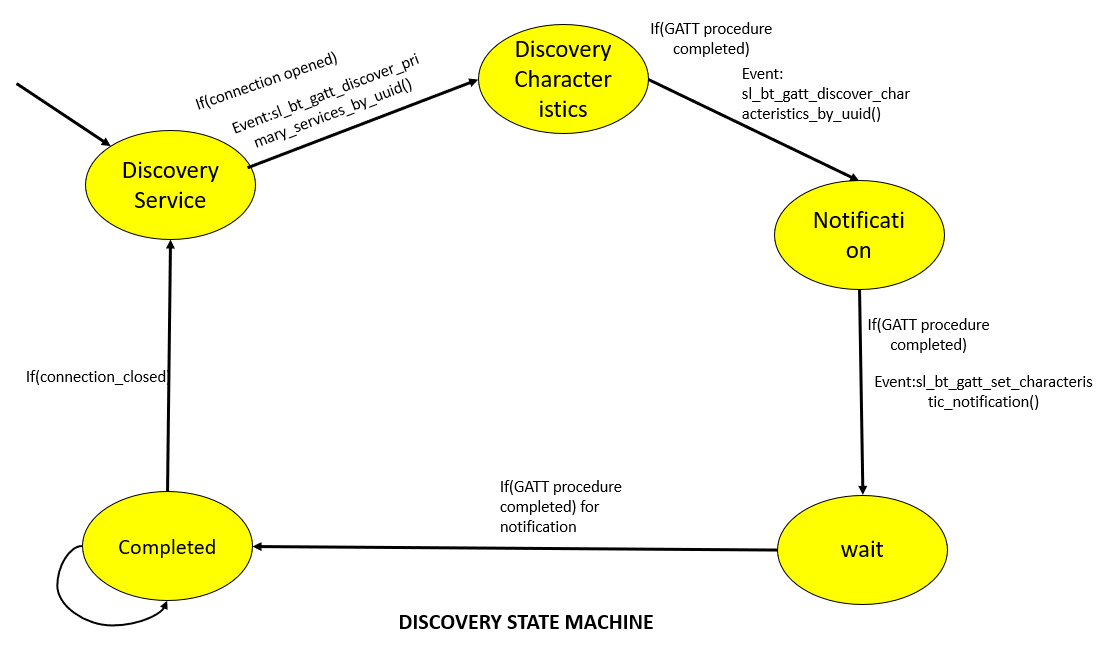 If(connection opened)
Event:sl_bt_gatt_discover_pri
mary_services_by_uuid()
Discovery
Character
istics
If(GATT procedure
completed)
Event:
sl_bt_gatt_discover_char
acteristics_by_uuid()
Discovery
Service
Notificati
on
If(GATT procedure
completed)
Event:sl_bt_gatt_set_characteris
tic_notification()
If(connection_closed)
If(GATT procedure
completed) for
notification
Completed
wait
DISCOVERY STATE MACHINE